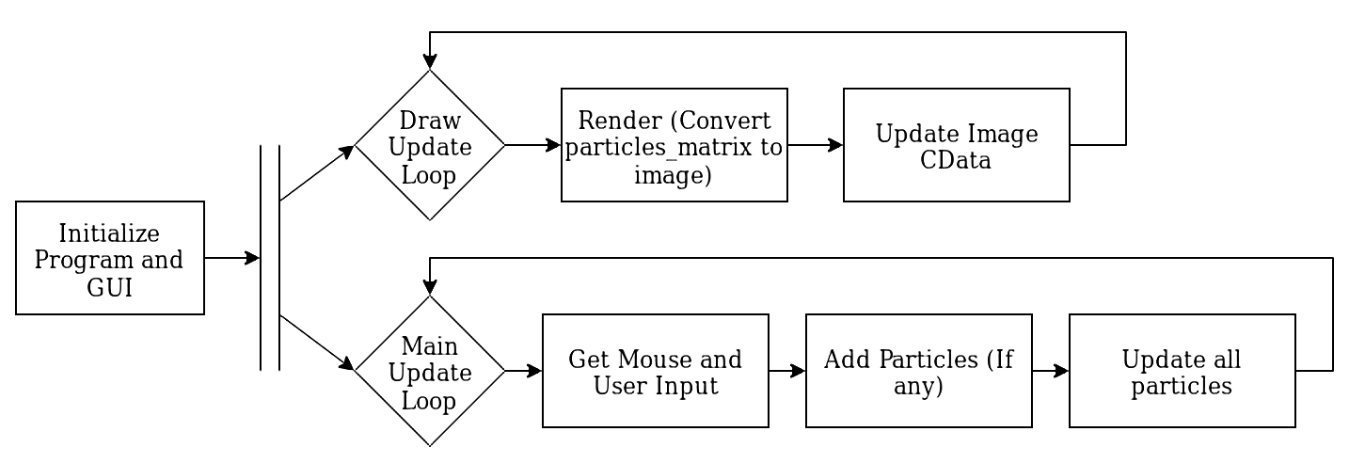 Initialize
Program and
GUI
Draw
Update
Loop
Render (Convert
particles_matrix to
image)
Update Image
CData
Main
Update
Loop
Get Mouse and
User Input
Add Particles (If
any)
Update all
particles